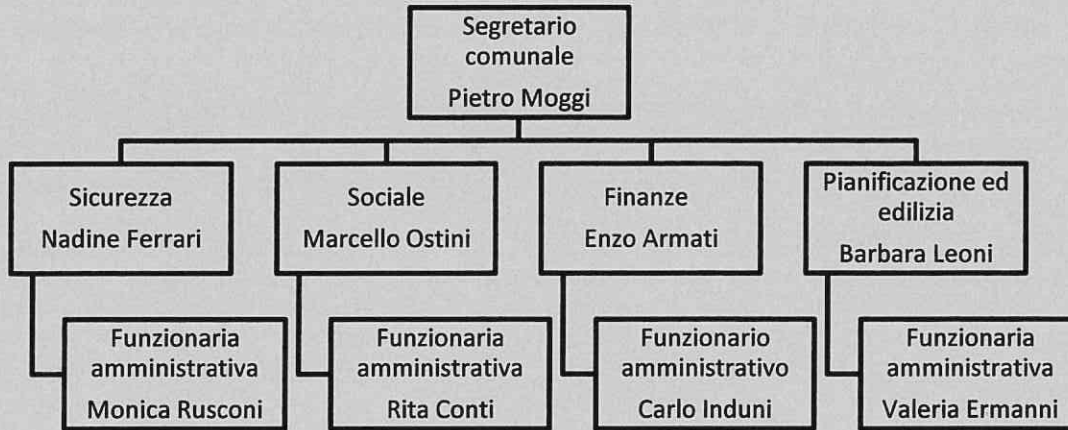 Segretario
comunale
Pietro Moggi
Sicurezza
Nadine Ferrari
Sociale
Marcello Ostini
Finanze
Enzo Armati
Pianificazione ed
edilizia
Barbara Leoni
Funzionaria
amministrativa
Monica Rusconi
Funzionaria
amministrativa
Rita Conti
Funzionario
amministrativo
Carlo Induni
Funzionaria
amministrativa
Valeria Ermanni